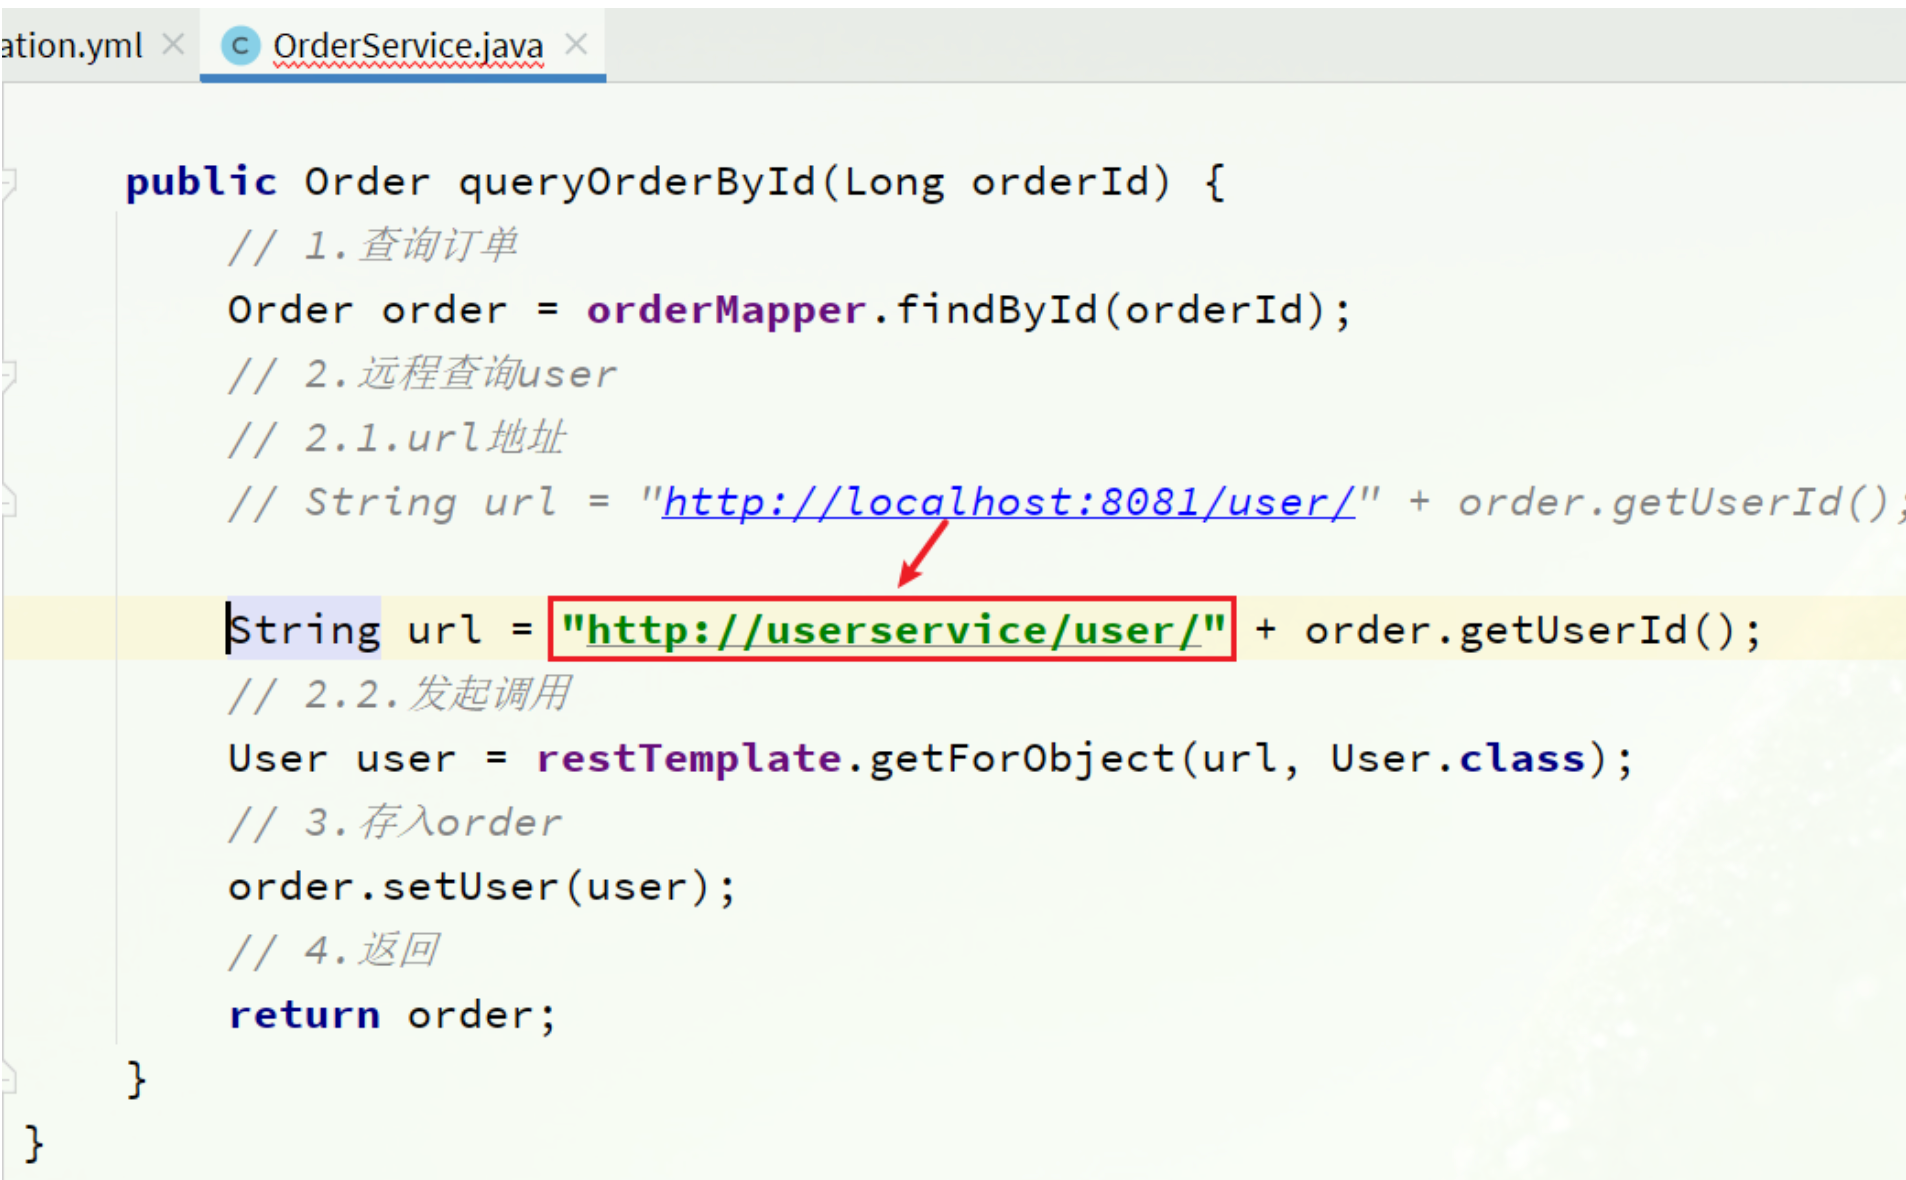 ation.yml × C OrderService.java ×
public Order queryOrderById(Long orderId) {
// 1.查询订单
Order order = orderMapper.findById(orderId);
// 2.远程查询user
// 2.1.url地址
// String url = "http://localhost:8081/user/" + order.getUserId();
String url = "http://userservice/user/" + order.getUserId();
// 2.2.发起调用
User user = restTemplate.getForObject(url, User.class);
// 3.存入order
order.setUser(user);
// 4.返回
return order;
}
}